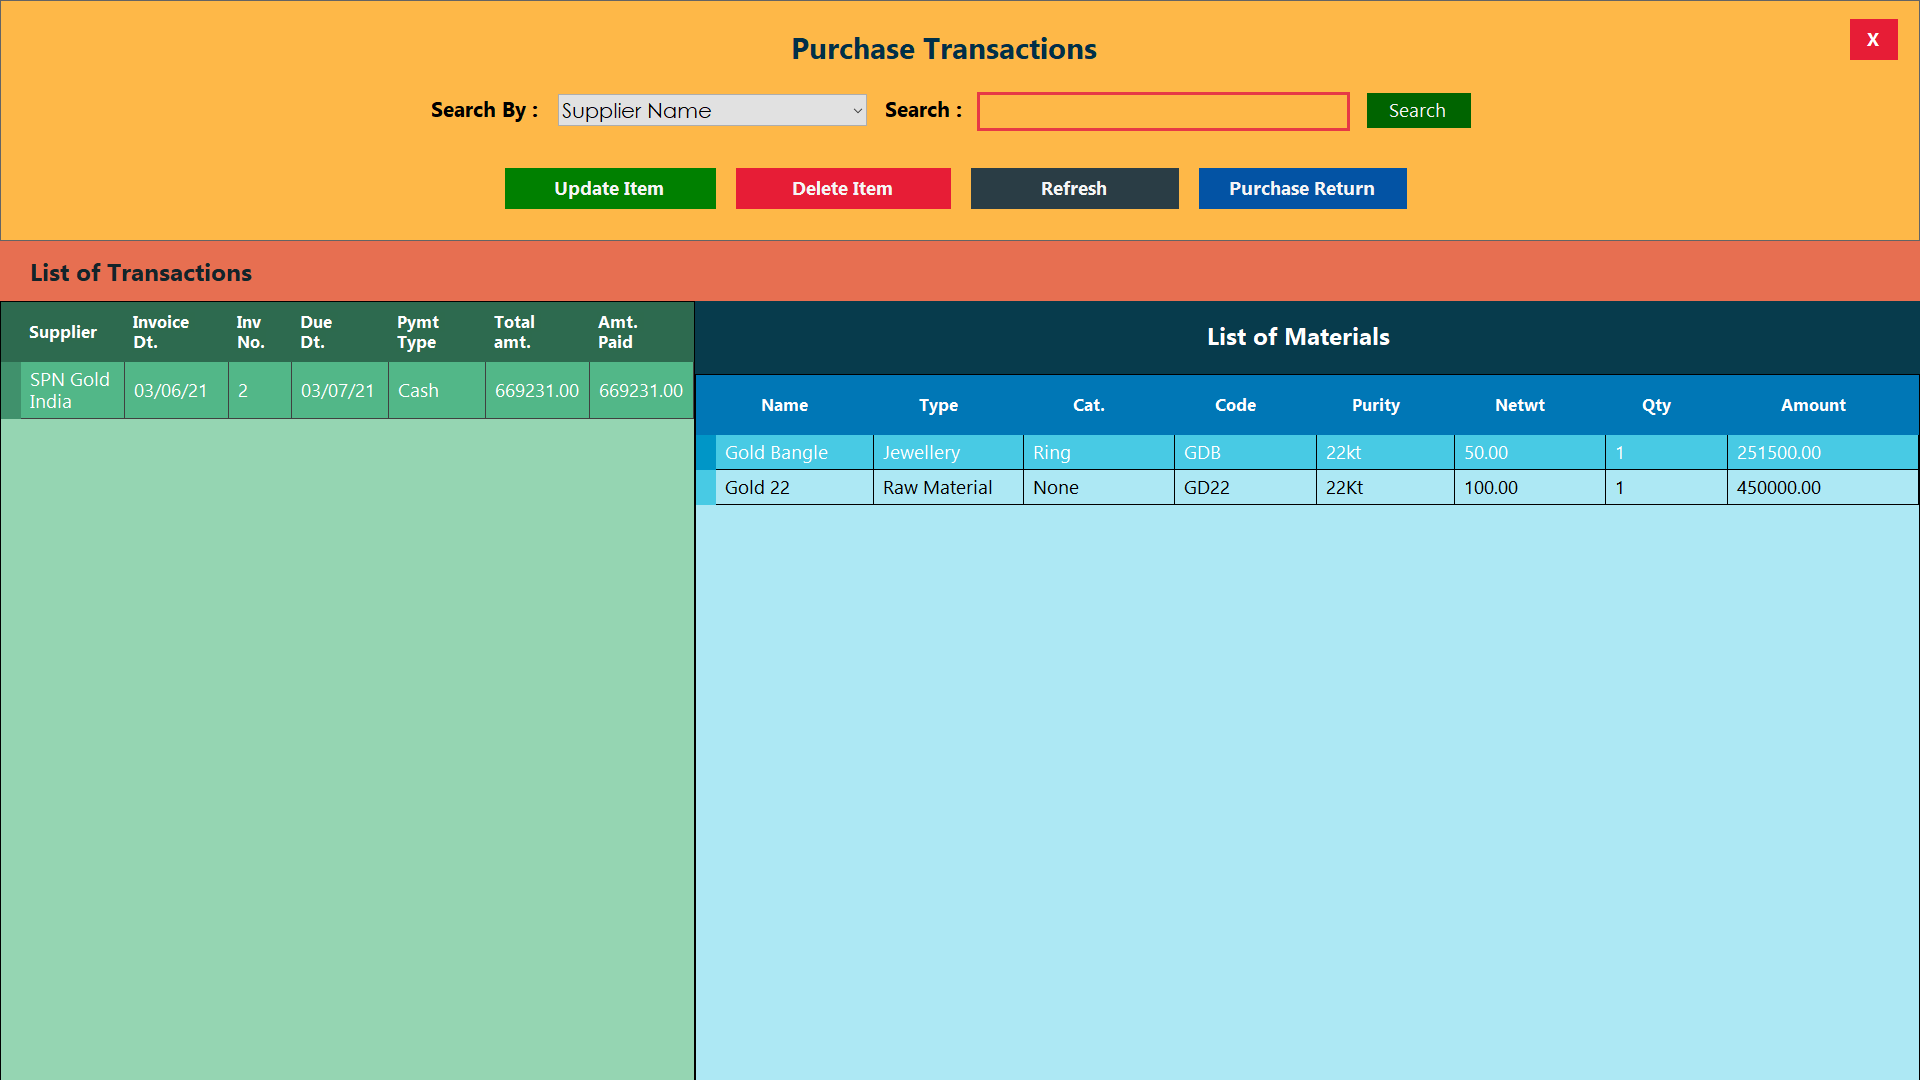 Purchase Transactions
X
Search By : Supplier Name Search : Search
Update Item Delete Item Refresh Purchase Return
List of Transactions
Supplier Invoice Dt. Inv No. Due Dt. Pymt Type Total amt. Amt. Paid
SPN Gold India 03/06/21 2 03/07/21 Cash 669231.00 669231.00
List of Materials
Name Type Cat. Code Purity Netwt Qty Amount
Gold Bangle Jewellery Ring GDB 22kt 50.00 1 251500.00
Gold 22 Raw Material None GD22 22Kt 100.00 1 450000.00